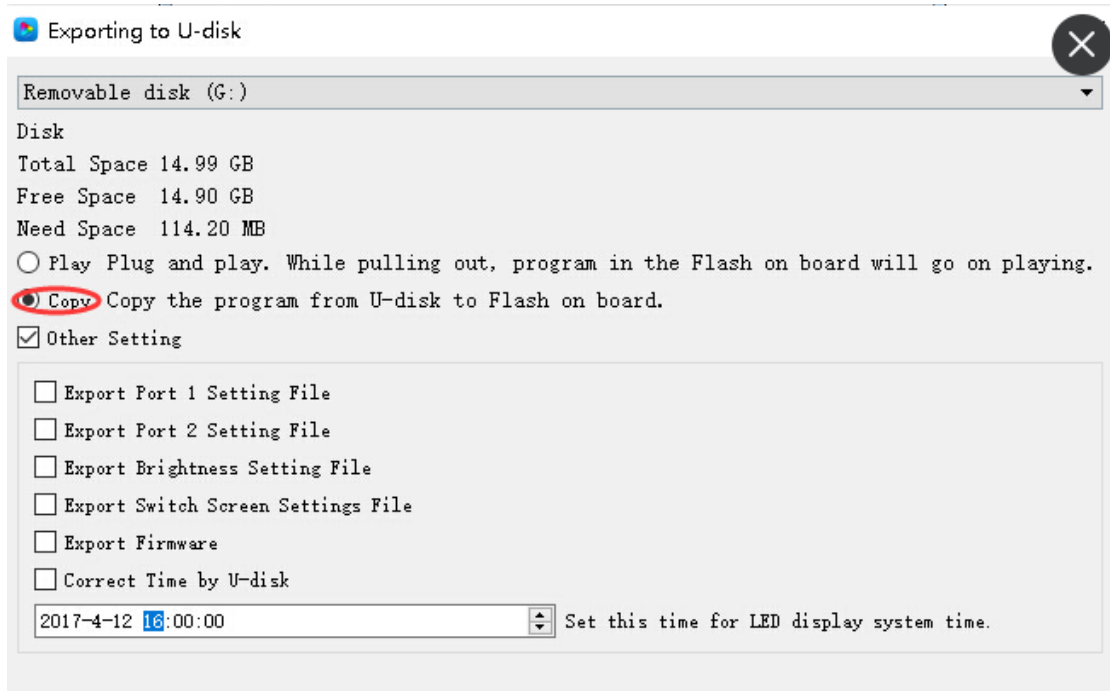 Exporting to U-disk
Removable disk (G:)
Disk
Total Space 14.99 GB
Free Space 14.90 GB
Need Space 114.20 MB
Play Plug and play. While pulling out, program in the Flash on board will go on playing.
Copy Copy the program from U-disk to Flash on board.
Other Setting
Export Port 1 Setting File
Export Port 2 Setting File
Export Brightness Setting File
Export Switch Screen Settings File
Export Firmware
Correct Time by U-disk
2017-4-12 16:00:00 Set this time for LED display system time.